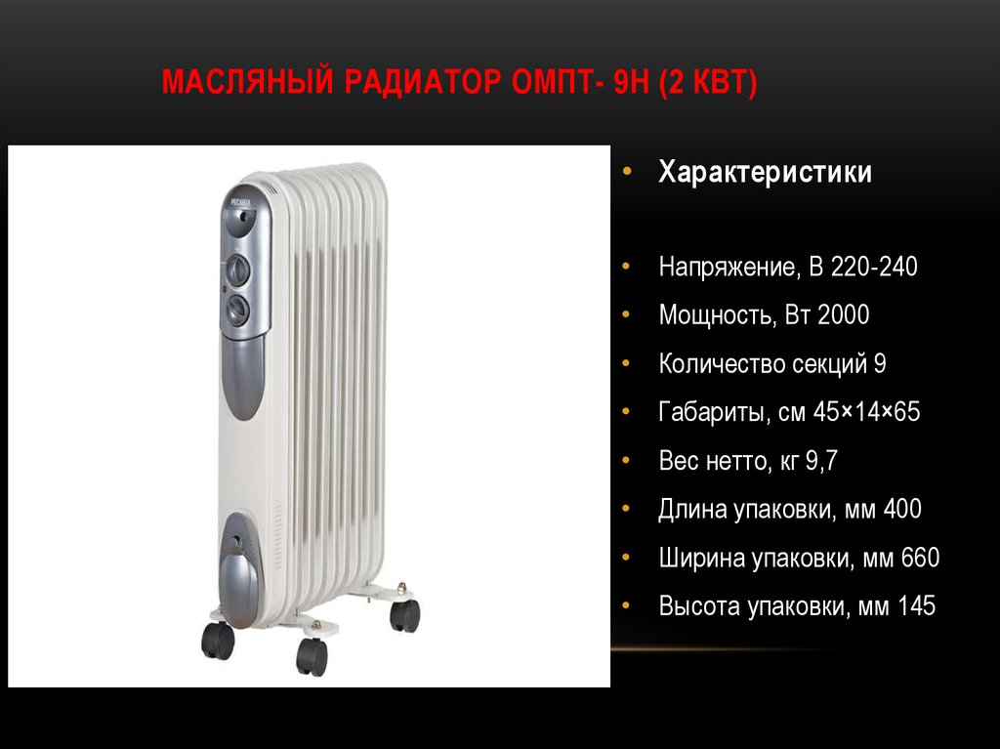 МАСЛЯНЫЙ РАДИАТОР ОМПТ- 9Н (2 КВТ)
РЕСАНТА
• Характеристики
• Напряжение, В 220-240
• Мощность, Вт 2000
• Количество секций 9
• Габариты, см 45×14×65
• Вес нетто, кг 9,7
• Длина упаковки, мм 400
• Ширина упаковки, мм 660
• Высота упаковки, мм 145